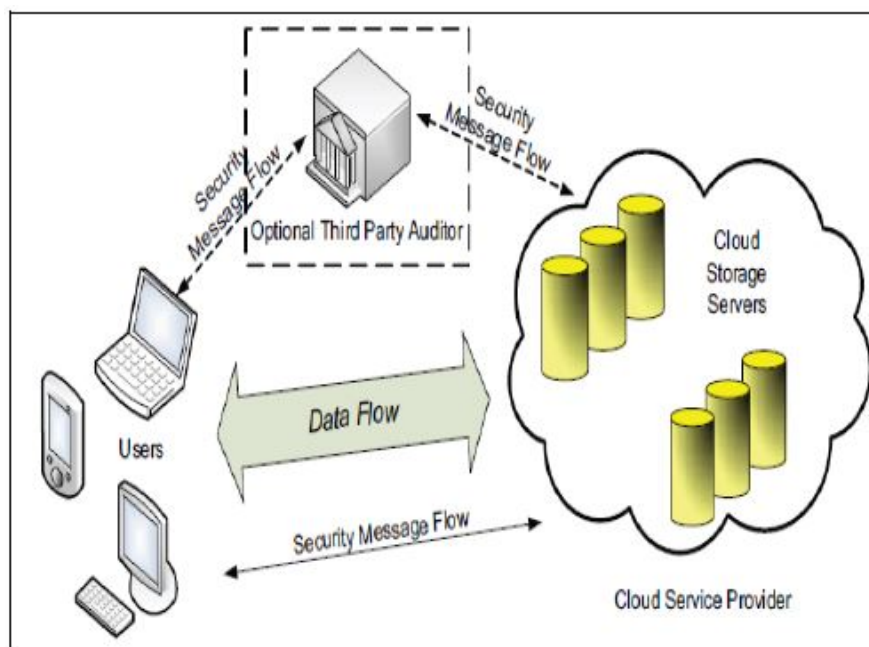 Security
Message Flow
Security
Message Flow
Optional Third Party Auditor
Cloud
Storage
Servers
Users
Data Flow
Security Message Flow
Cloud Service Provider